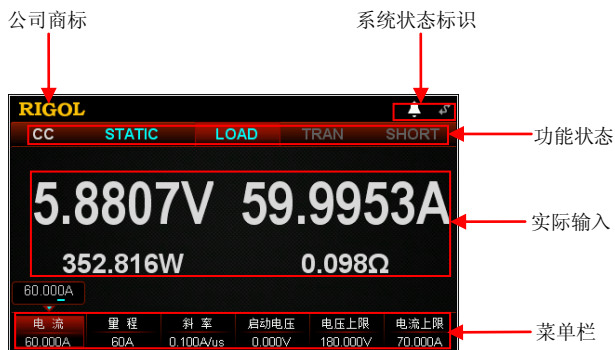 公司商标
系统状态标识
RIGOL
CC STATIC LOAD TRAN SHORT
功能状态
5.8807V 59.9953A
实际输入
352.816W 0.098Ω
60.000A
电 流 量 程 斜 率 启动电压 电压上限 电流上限
菜单栏
60.000A 60A 0.100A/us 0.000V 180.000V 70.000A